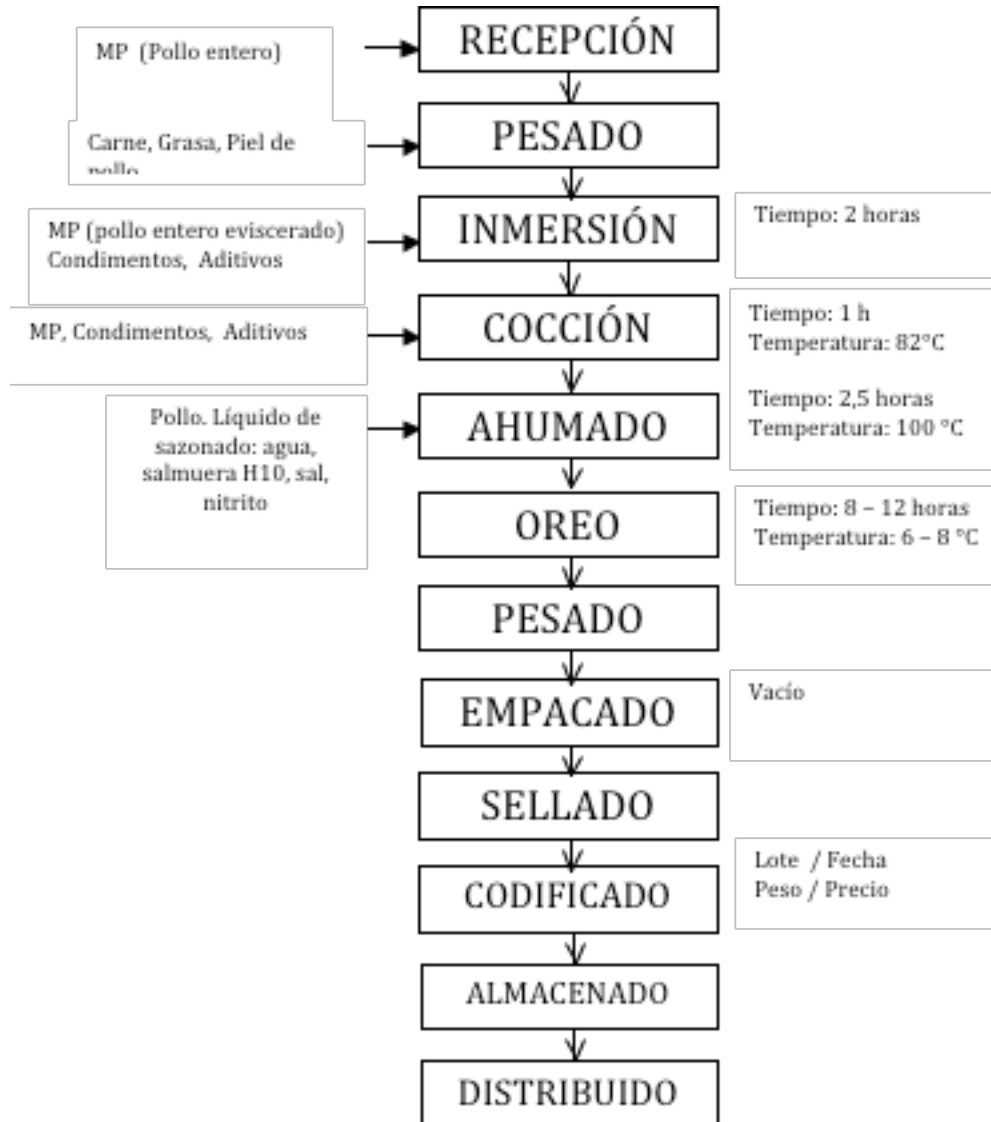 RECEPCIÓN
MP (Pollo entero)
PESADO
Carne, Grasa, Piel de
pollo
INMERSIÓN
MP (pollo entero eviscerado)
Condimentos, Aditivos
Tiempo: 2 horas
COCCIÓN
MP, Condimentos, Aditivos
Tiempo: 1 h
Temperatura: 82°C
AHUMADO
Pollo. Líquido de
sazonado: agua,
salmuera H10, sal,
nitrito
Tiempo: 2,5 horas
Temperatura: 100 °C
OREO
Tiempo: 8 – 12 horas
Temperatura: 6 – 8 °C
PESADO
EMPACADO
Vacío
SELLADO
CODIFICADO
Lote / Fecha
Peso / Precio
ALMACENADO
DISTRIBUIDO